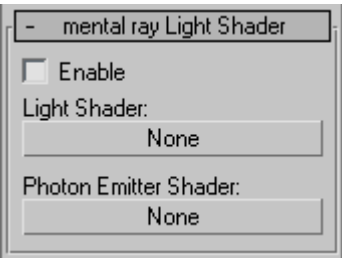 - mental ray Light Shader
Enable
Light Shader:
None
Photon Emitter Shader:
None